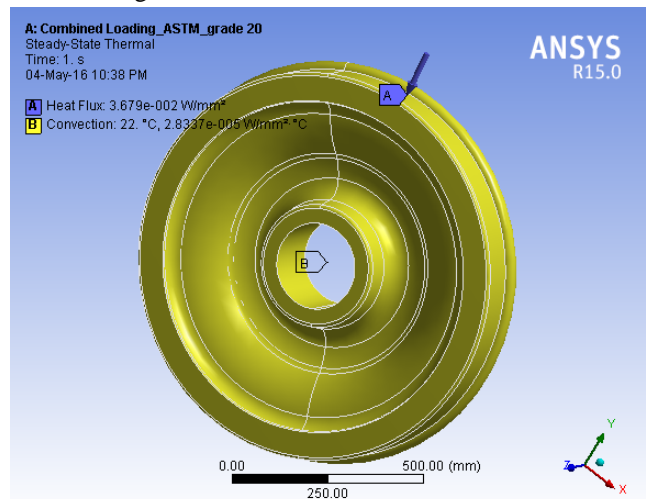 A: Combined Loading_ASTM_grade 20
Steady-State Thermal
Time: 1. s
04-May-16 10:38 PM
A Heat Flux: 3.679e-002 W/mm²
B Convection: 22. °C, 2.8337e-005 W/mm²·°C
ANSYS
R15.0
A
B
0.00 500.00 (mm)
250.00
Y
Z
X